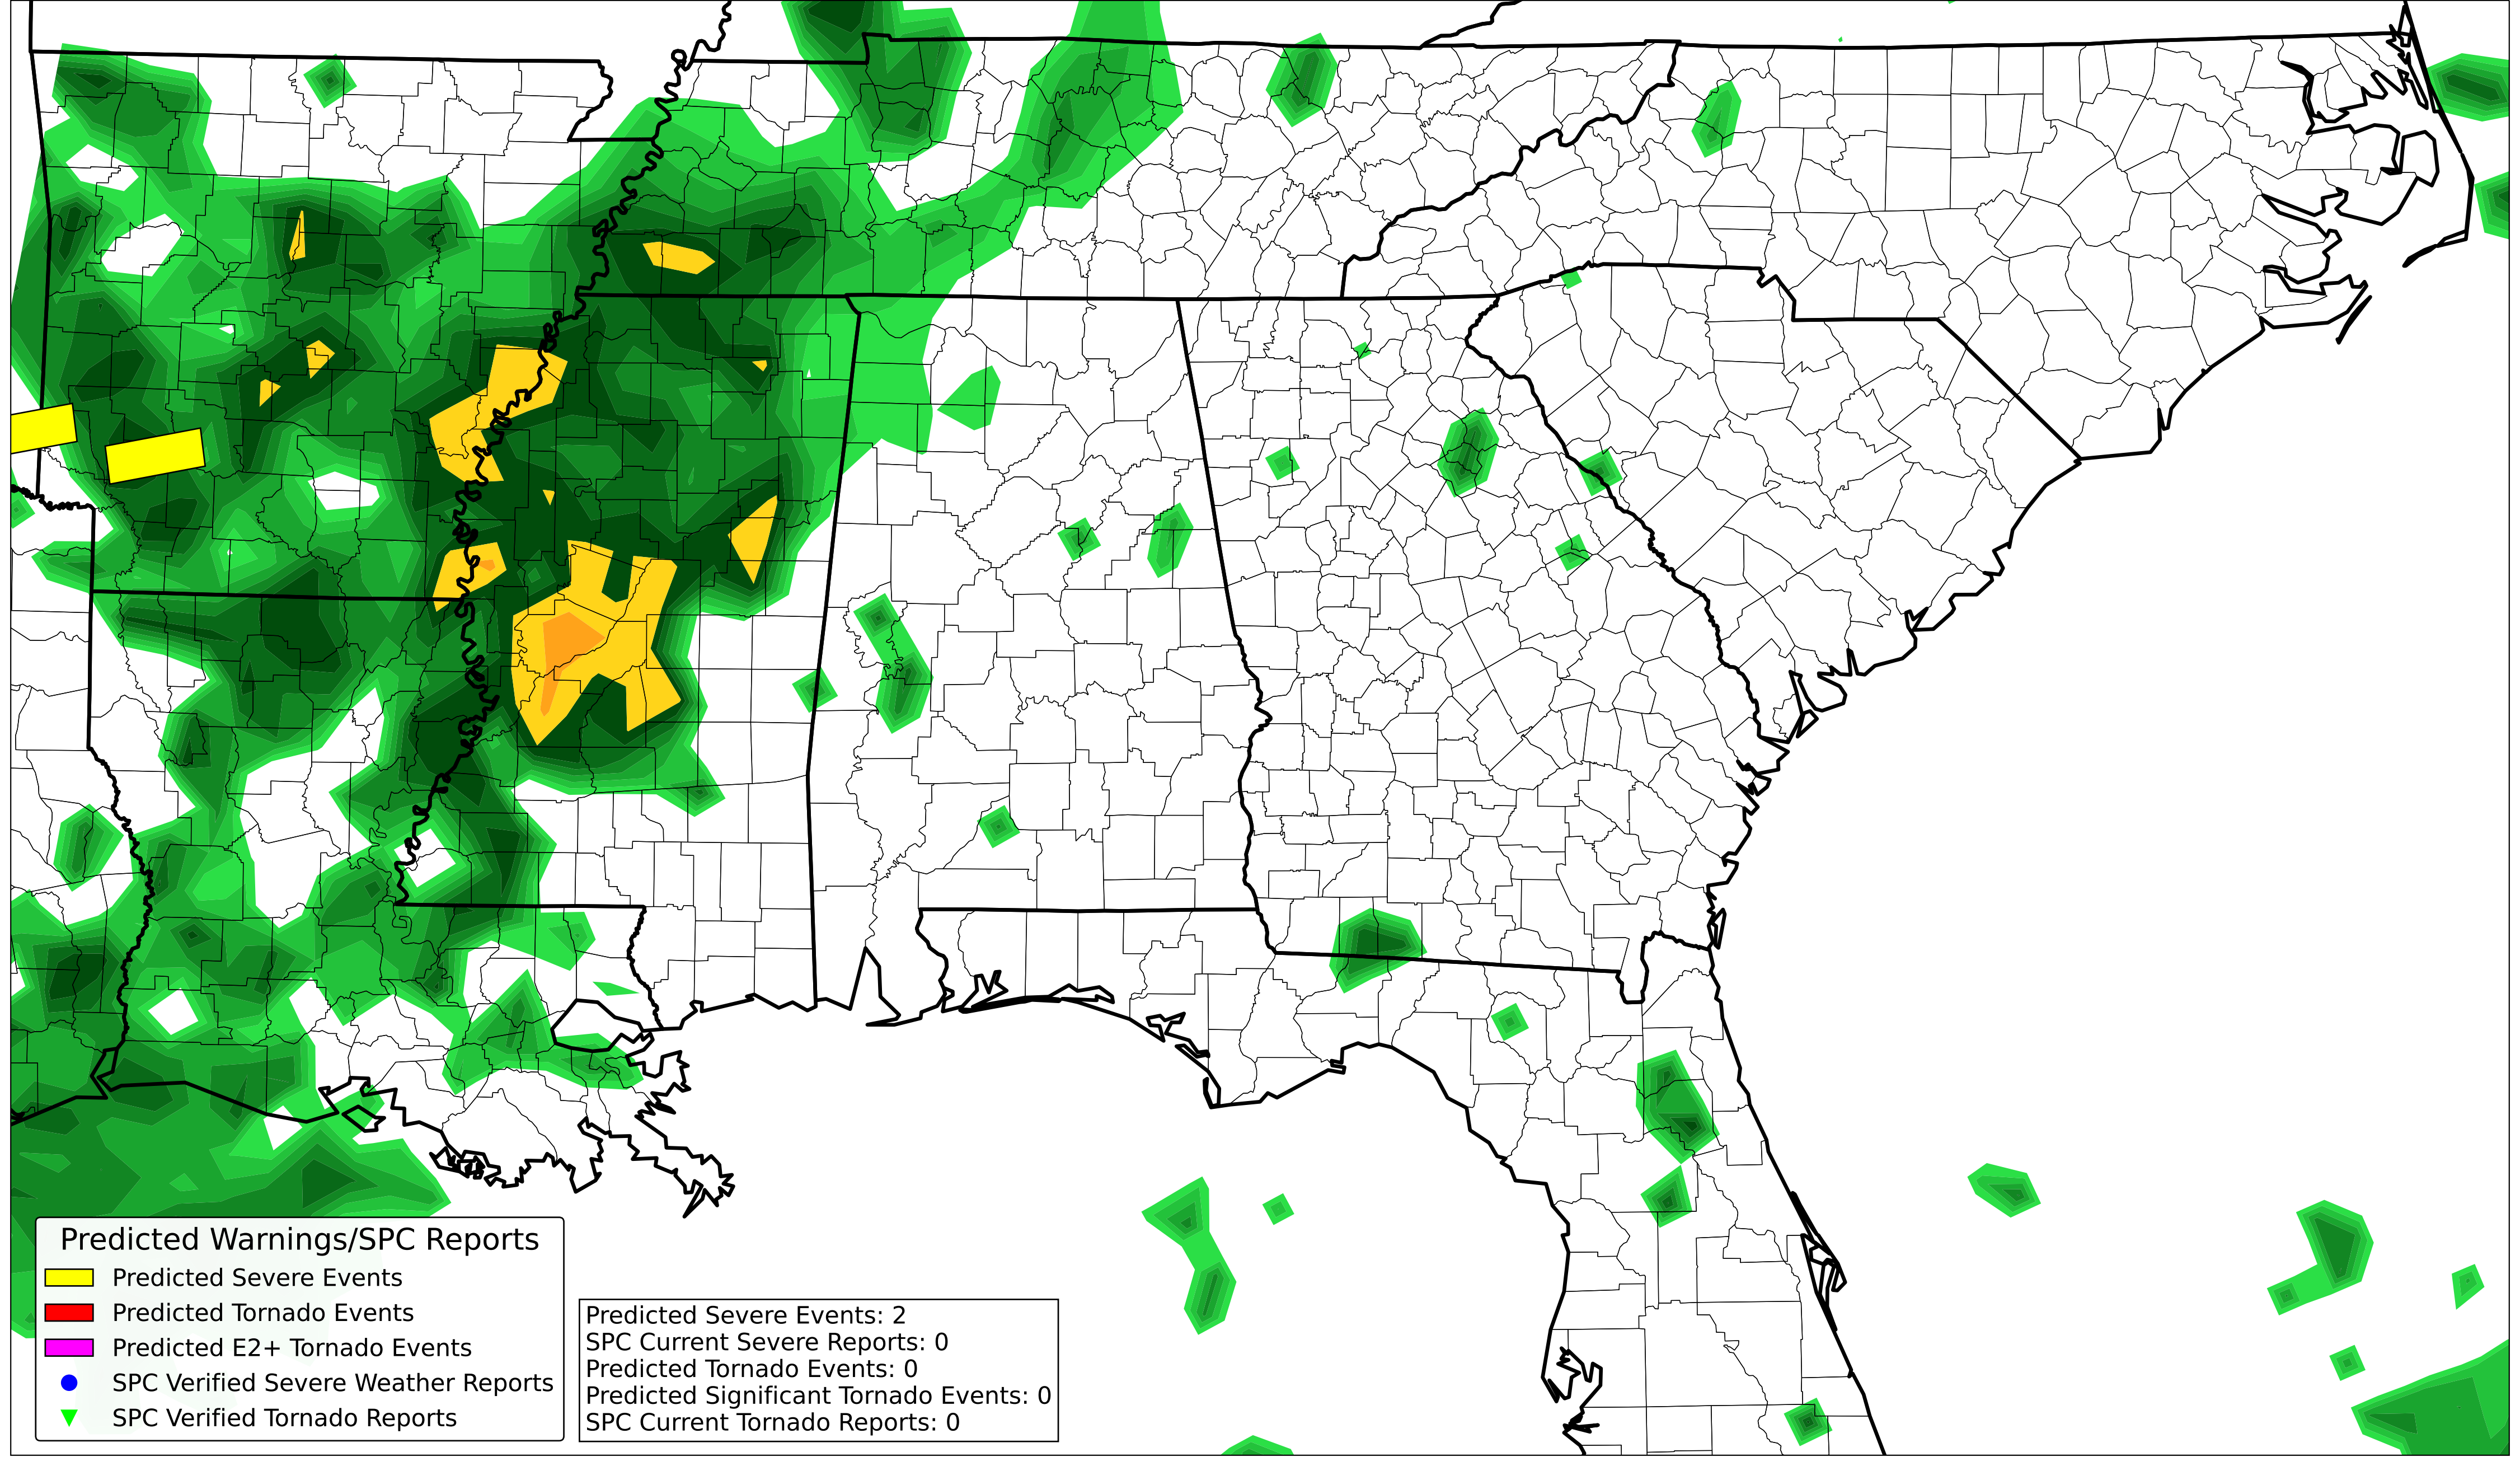 Predicted Warnings/SPC Reports
Predicted Severe Events
Predicted Tornado Events
Predicted E2+ Tornado Events
SPC Verified Severe Weather Reports
SPC Verified Tornado Reports
Predicted Severe Events: 2
SPC Current Severe Reports: 0
Predicted Tornado Events: 0
Predicted Significant Tornado Events: 0
SPC Current Tornado Reports: 0